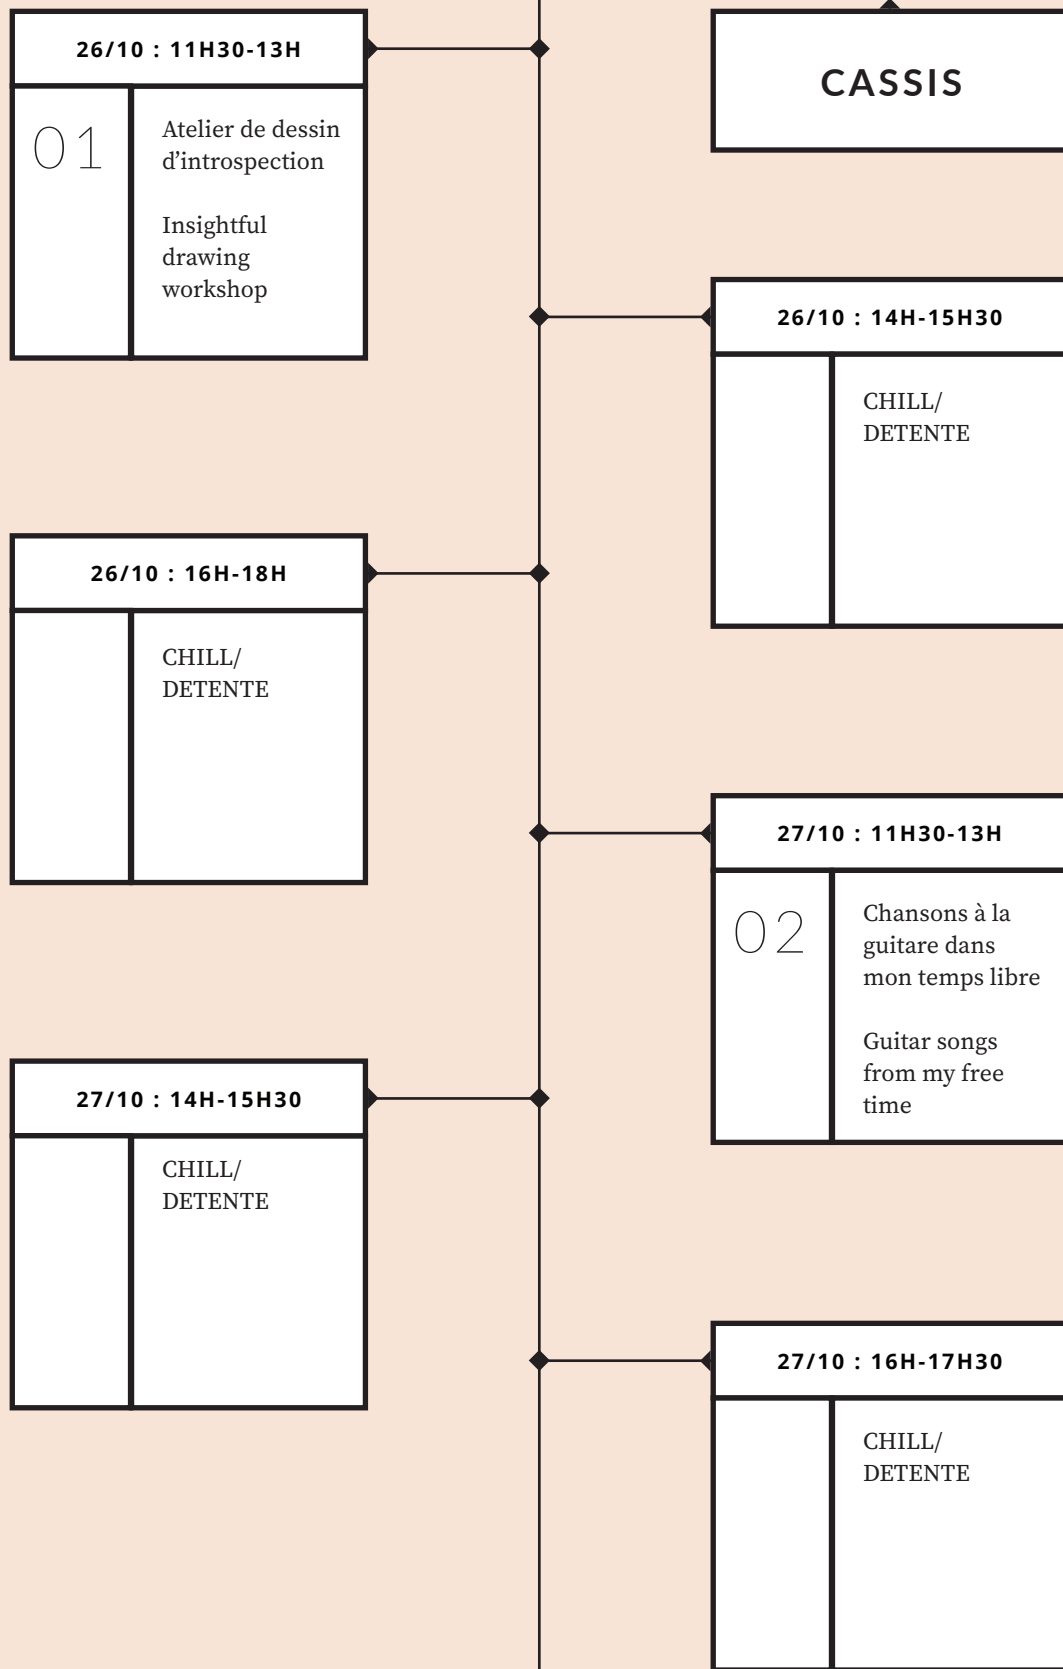 26/10 : 11H30-13H
01
Atelier de dessin
d’introspection
Insightful
drawing
workshop
CASSIS
26/10 : 14H-15H30
CHILL/
DETENTE
26/10 : 16H-18H
CHILL/
DETENTE
27/10 : 11H30-13H
02
Chansons à la
guitare dans
mon temps libre
Guitar songs
from my free
time
27/10 : 14H-15H30
CHILL/
DETENTE
27/10 : 16H-17H30
CHILL/
DETENTE